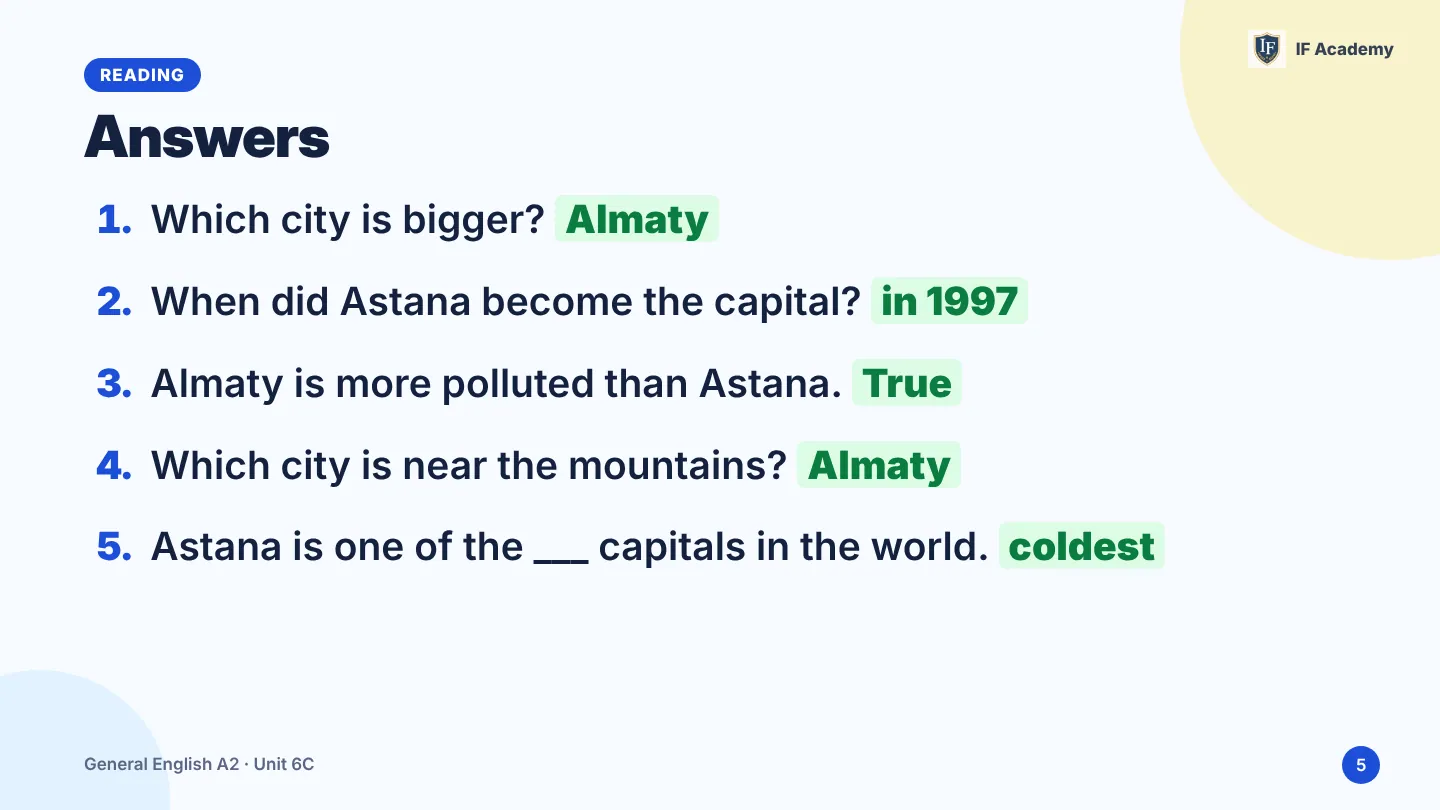 IF
IF Academy
READING
Answers
1. Which city is bigger? Almaty
2. When did Astana become the capital? in 1997
3. Almaty is more polluted than Astana. True
4. Which city is near the mountains? Almaty
5. Astana is one of the ___ capitals in the world. coldest
General English A2 · Unit 6C
5